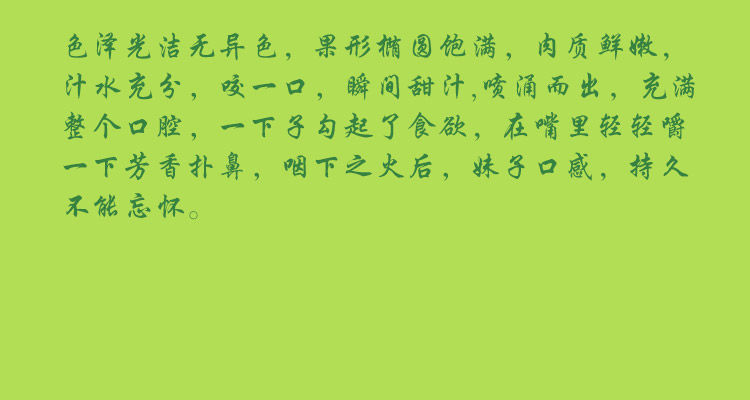 色泽光洁无异色，果形椭圆饱满，肉质鲜嫩，
汁水充分，咬一口，瞬间甜汁,喷涌而出，充满
整个口腔，一下子勾起了食欲，在嘴里轻轻嚼
一下芳香扑鼻，咽下之火后，妹子口感，持久
不能忘怀。